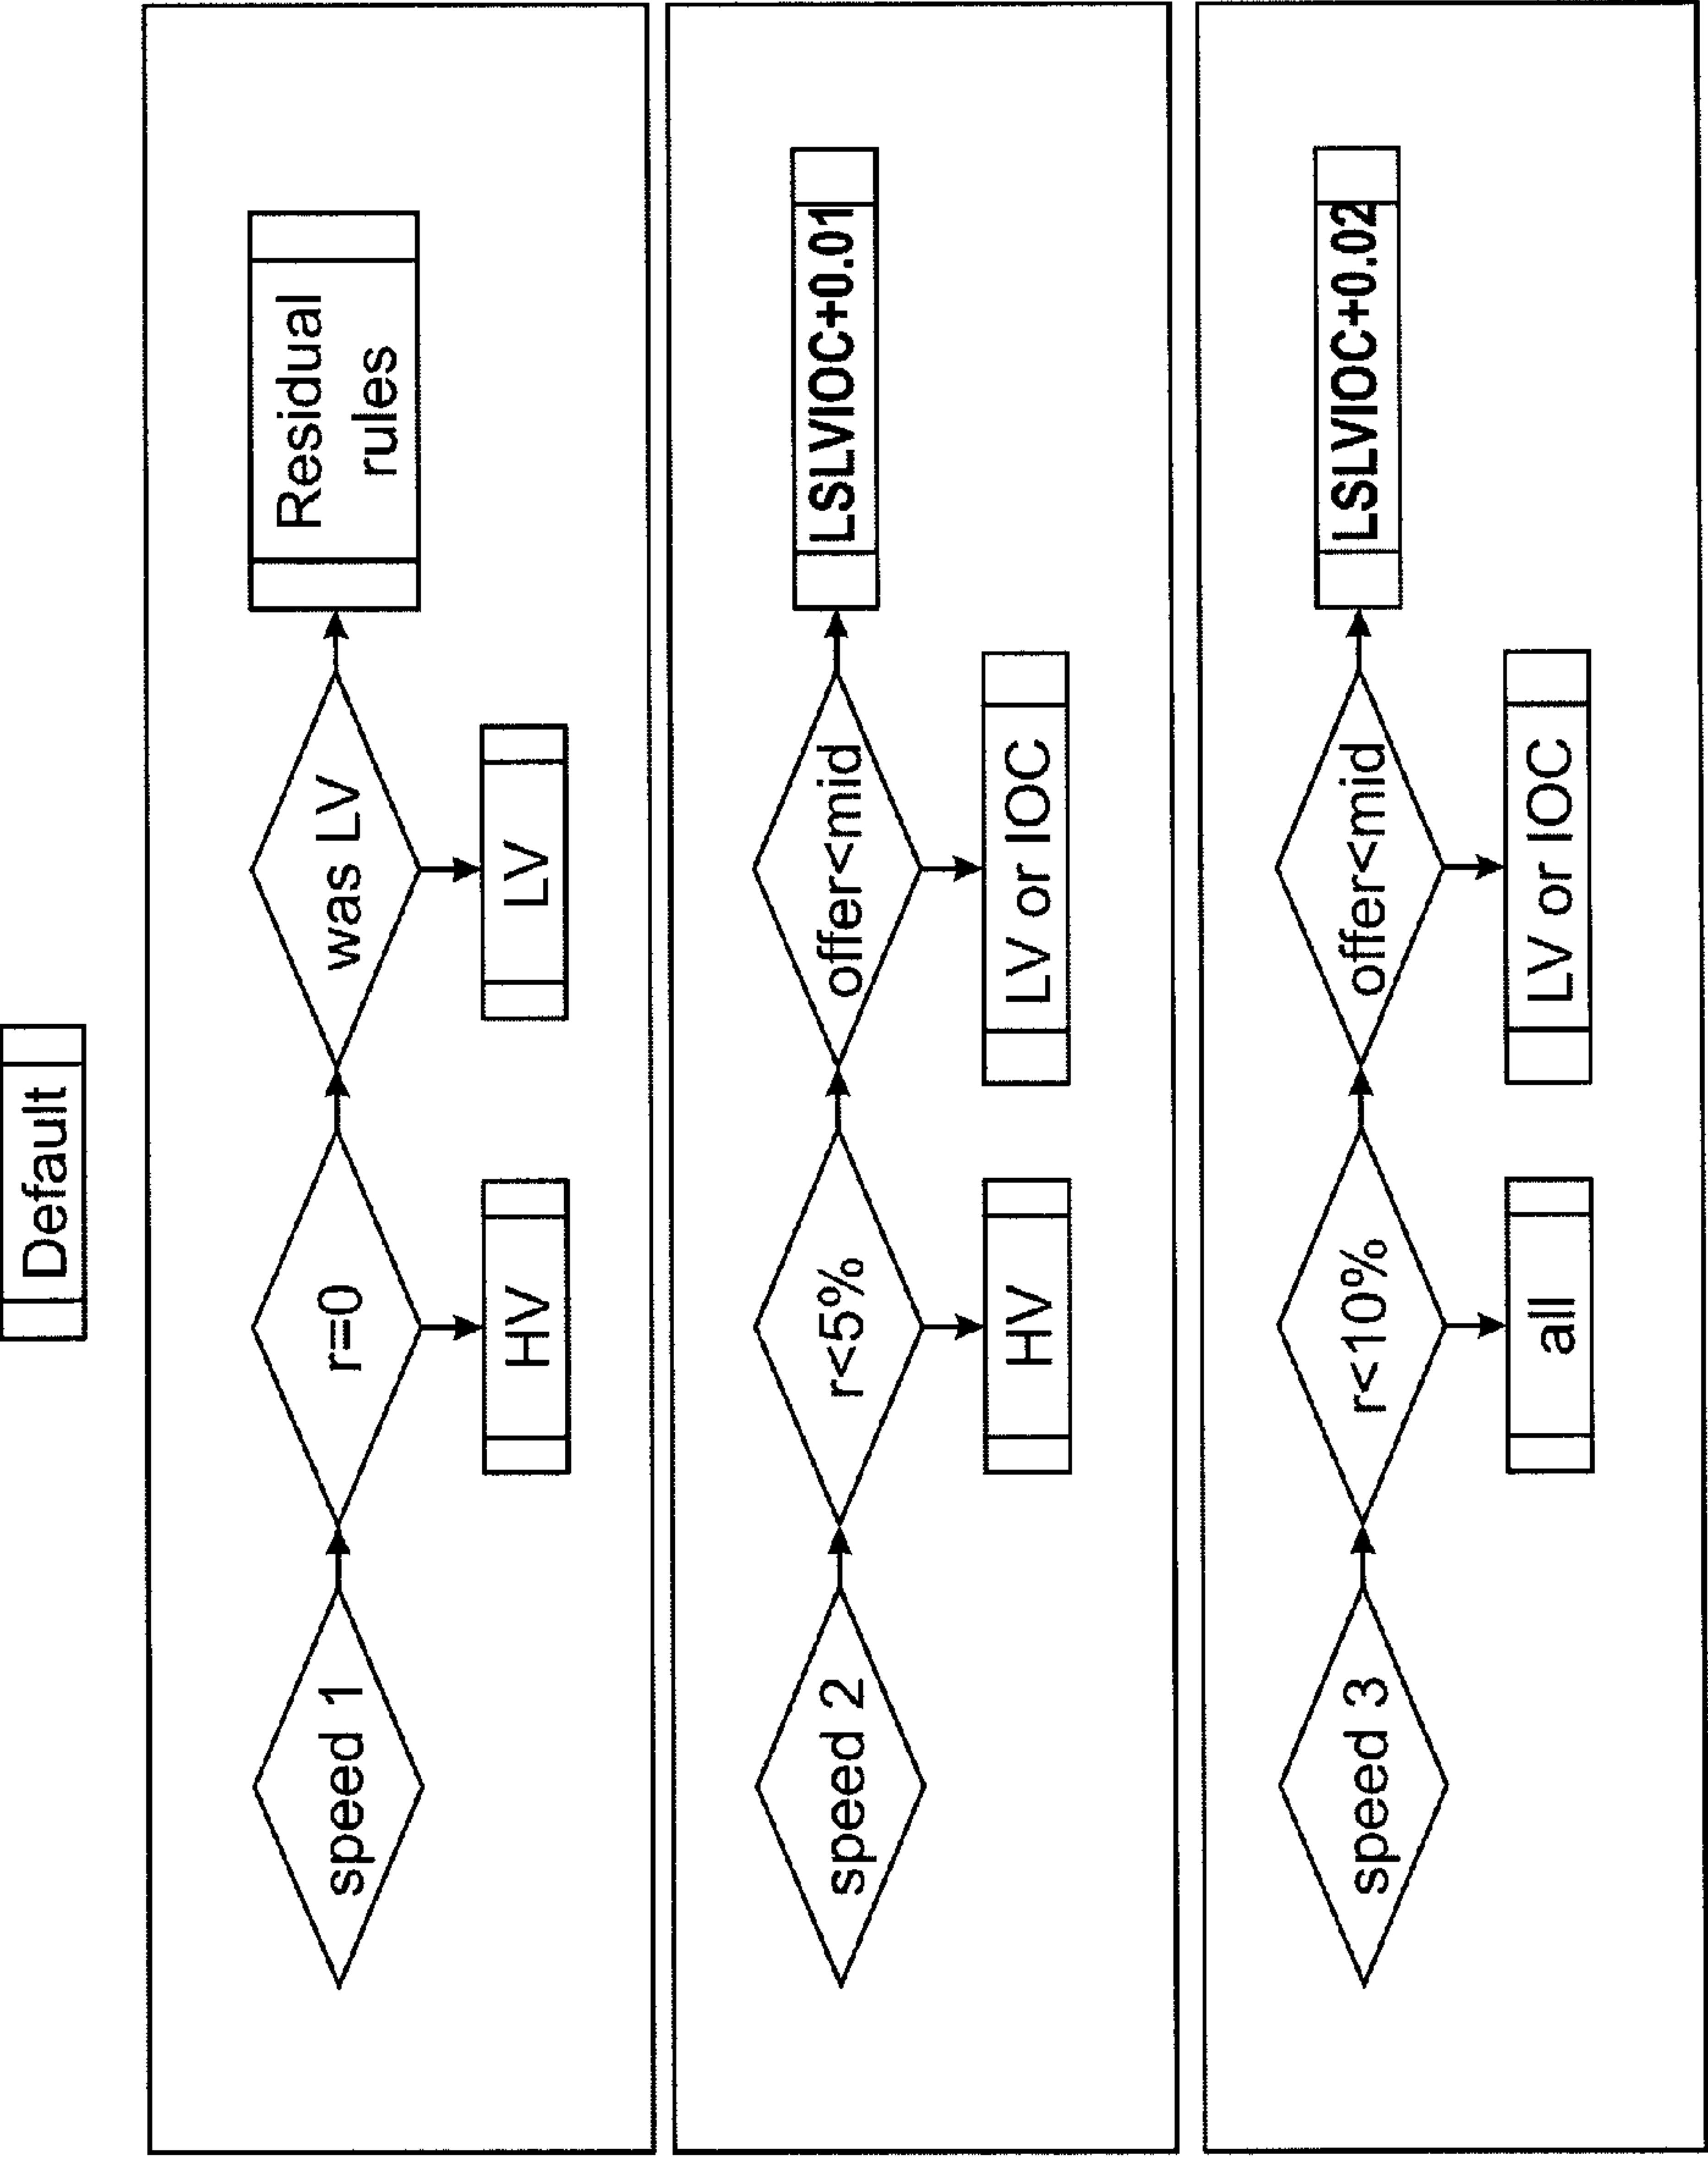 Default
speed 1
r=0
HV
was LV
LV
Residual
rules
speed 2
r<5%
HV
offer<mid
LV or IOC
LSLVIOC+0.01
speed 3
r<10%
all
offer<mid
LV or IOC
LSLVIOC+0.02